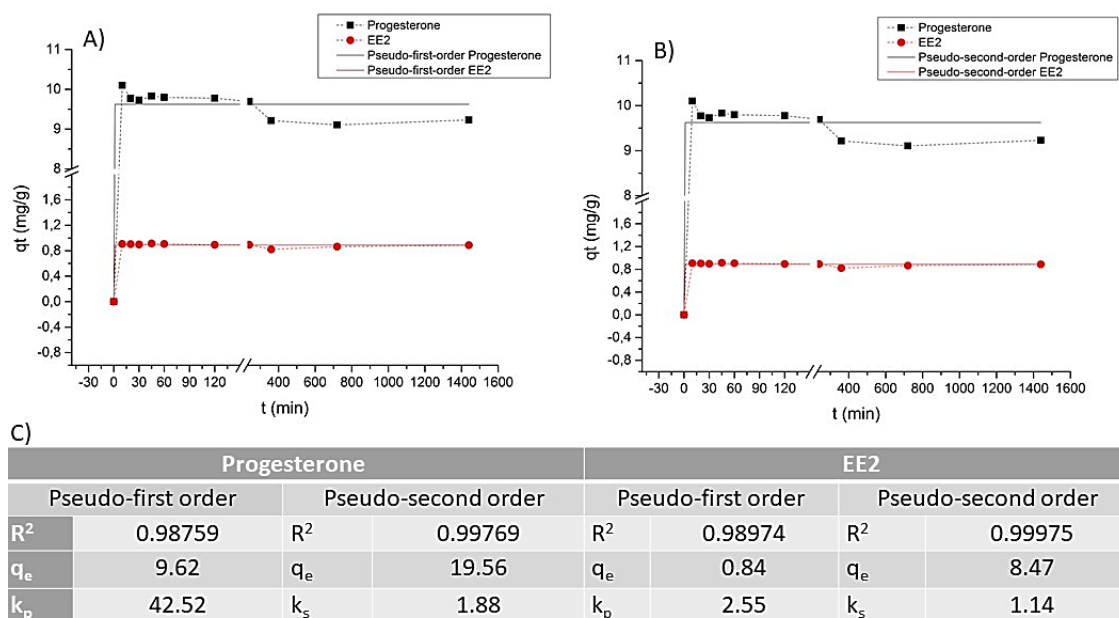 A)
Progesterone
EE2
Pseudo-first-order Progesterone
Pseudo-first-order EE2
11
10
9
8
1,6
1,2
0,8
0,4
0,0
-0,4
-0,8
qt (mg/g)
-30 0 30 60 90 120 400 600 800 1000 1200 1400 1600
t (min)
B)
Progesterone
EE2
Pseudo-second-order Progesterone
Pseudo-second-order EE2
11
10
9
8
1,6
1,2
0,8
0,4
0,0
-0,4
-0,8
qt (mg/g)
-30 0 30 60 90 120 400 600 800 1000 1200 1400 1600
t (min)
C)
Progesterone EE2
Pseudo-first order Pseudo-second order Pseudo-first order Pseudo-second order
R² 0.98759 R² 0.99769 R² 0.98974 R² 0.99975
qₑ 9.62 qₑ 19.56 qₑ 0.84 qₑ 8.47
kₚ 42.52 kₛ 1.88 kₚ 2.55 kₛ 1.14